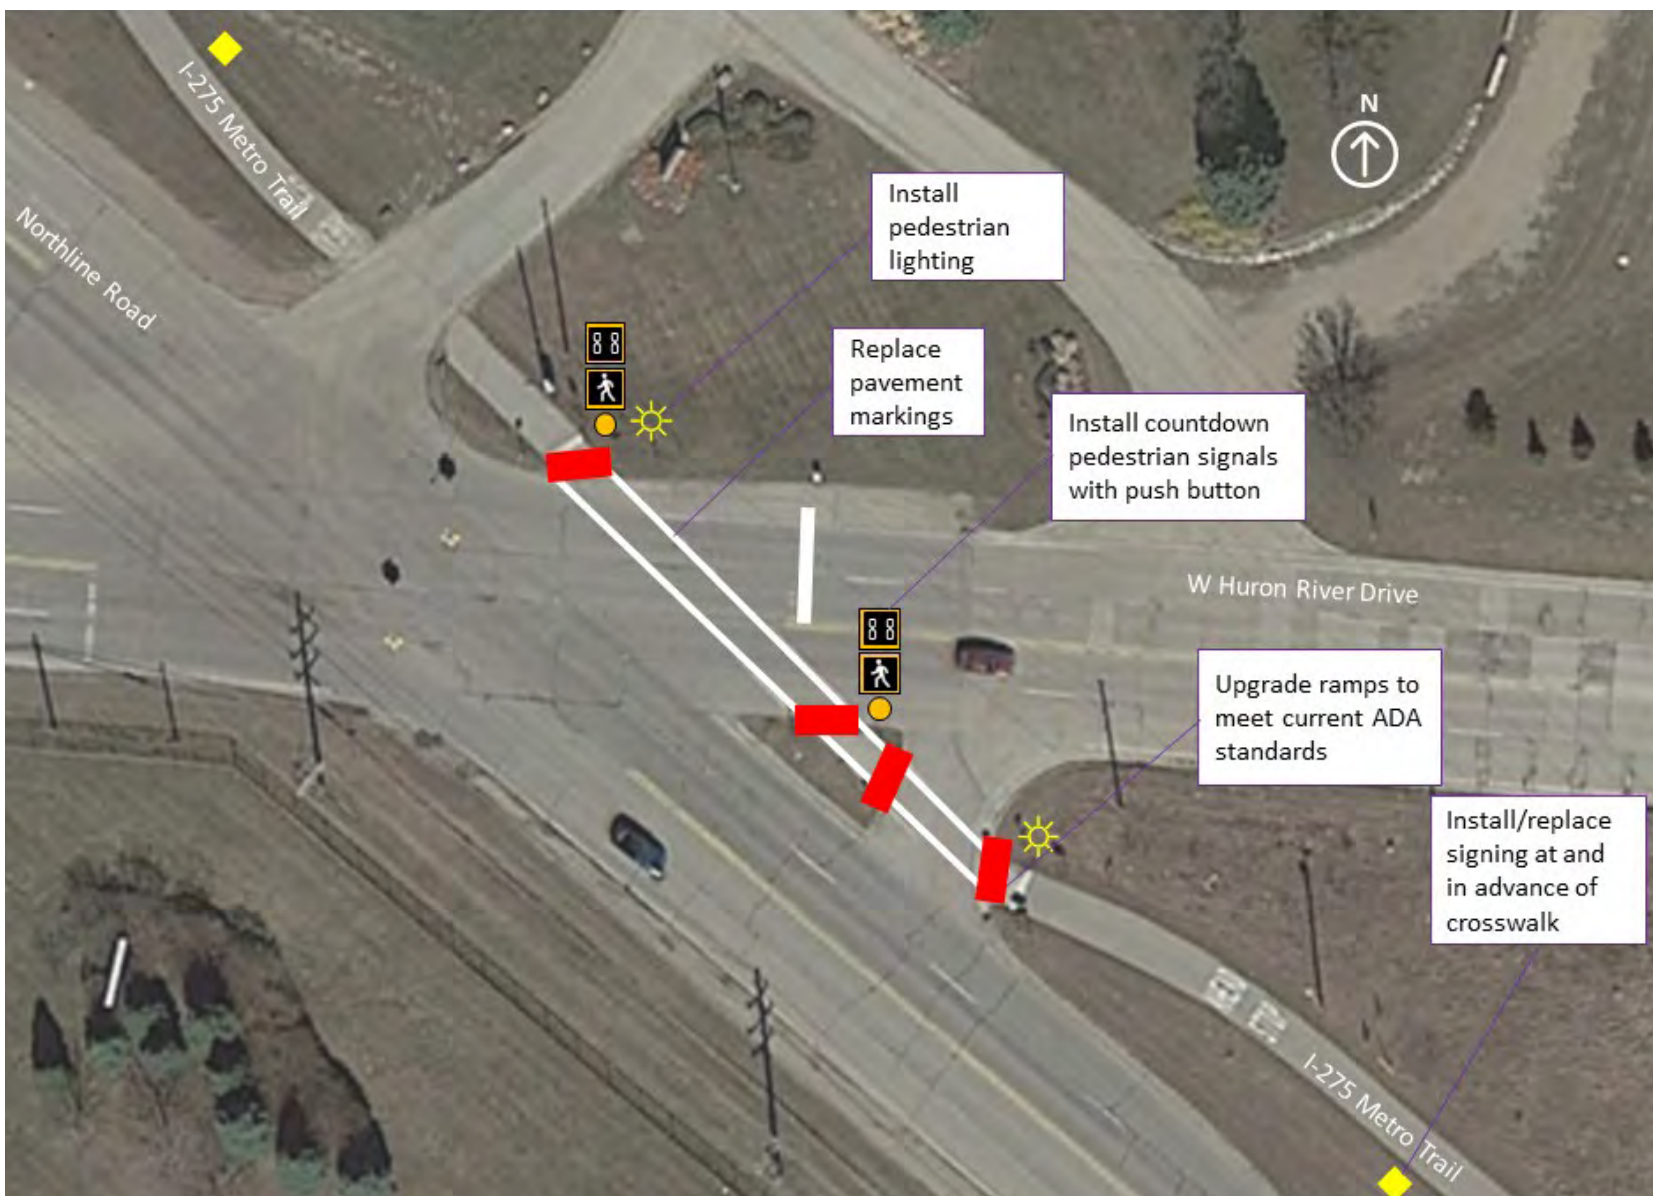 I-275 Metro Trail
N
Northline Road
Install
pedestrian
lighting
88
Replace
pavement
markings
Install countdown
pedestrian signals
with push button
W Huron River Drive
88
Upgrade ramps to
meet current ADA
standards
Install/replace
signing at and
in advance of
crosswalk
I-275 Metro Trail